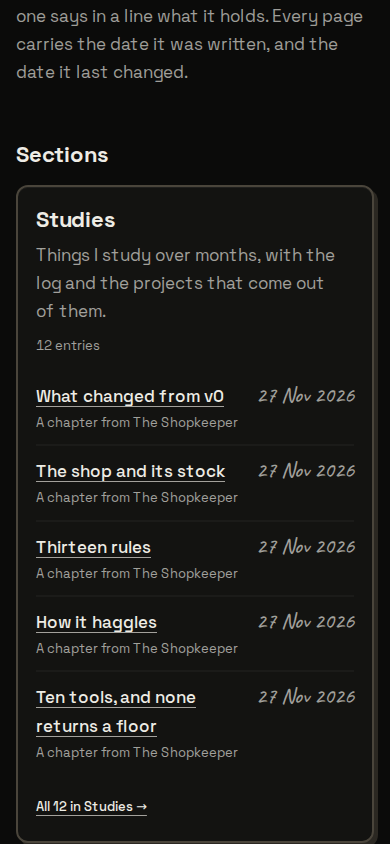 one says in a line what it holds. Every page
carries the date it was written, and the
date it last changed.
Sections
Studies
Things I study over months, with the
log and the projects that come out
of them.
12 entries
What changed from v0 27 Nov 2026
A chapter from The Shopkeeper
The shop and its stock 27 Nov 2026
A chapter from The Shopkeeper
Thirteen rules 27 Nov 2026
A chapter from The Shopkeeper
How it haggles 27 Nov 2026
A chapter from The Shopkeeper
Ten tools, and none 27 Nov 2026
returns a floor
A chapter from The Shopkeeper
All 12 in Studies →